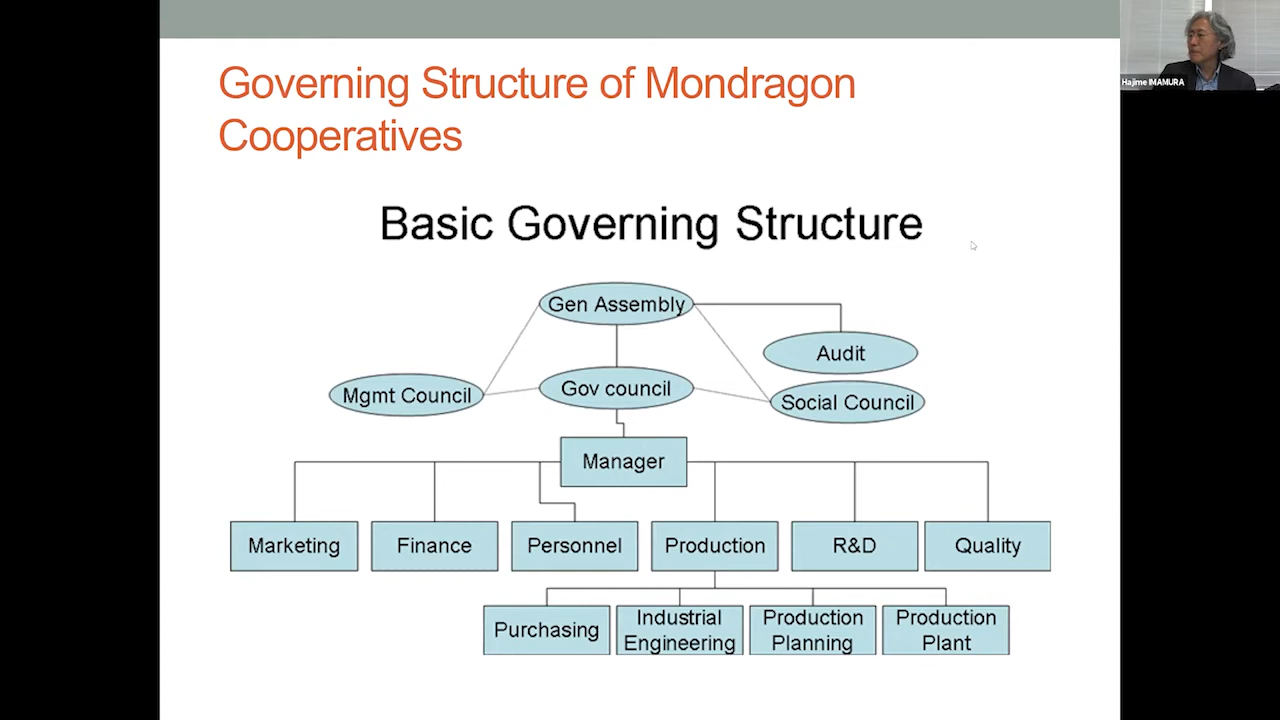 Hajime IMAMURA
Governing Structure of Mondragon
Cooperatives
Basic Governing Structure
Gen Assembly
Audit
Mgmt Council
Gov council
Social Council
Manager
Marketing
Finance
Personnel
Production
R&D
Quality
Purchasing
Industrial
Engineering
Production
Planning
Production
Plant